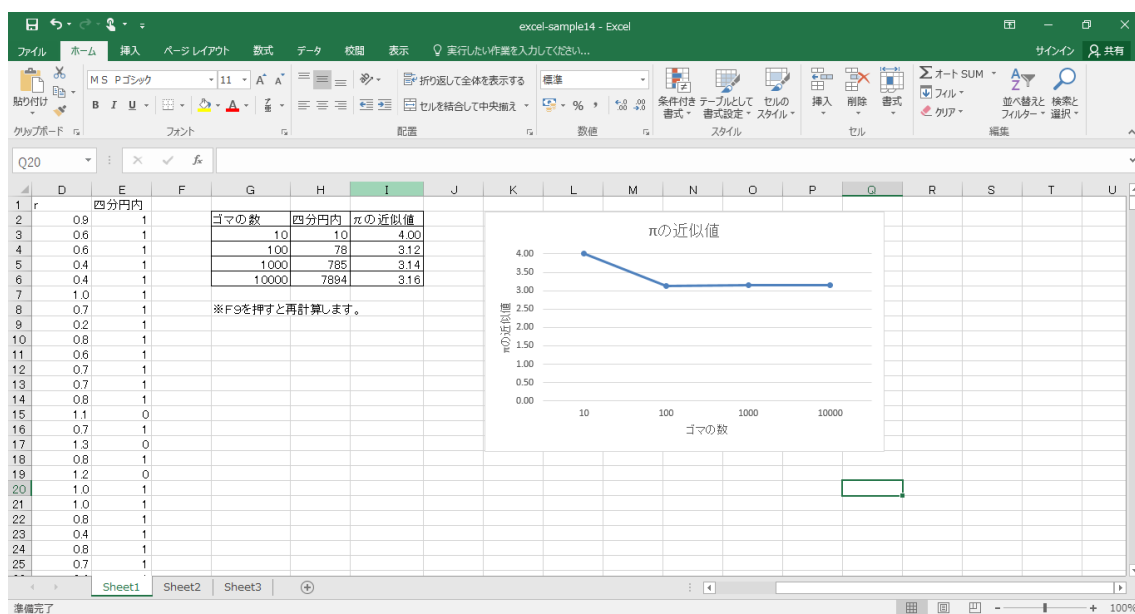 excel-sample14 - Excel
ファイル ホーム 挿入 ページ レイアウト 数式 データ 校閲 表示 実行したい作業を入力してください... サインイン 共有
貼り付け MS Pゴシック 11 A A 折り返して全体を表示する 標準 条件付き書式 テーブルとして書式設定 セルのスタイル 挿入 削除 書式 Σ オート SUM フィル クリア 並べ替えとフィルター 検索と選択
B I U A セルを結合して中央揃え % ,
クリップボード フォント 配置 数値 スタイル セル 編集
Q20 fx
D E F G H I J K L M N O P Q R S T U
1 r 四分円内
2 0.9 1 ゴマの数 四分円内 πの近似値
3 0.6 1 10 10 4.00
4 0.6 1 100 78 3.12
5 0.4 1 1000 785 3.14
6 0.4 1 10000 7894 3.16
7 1.0 1
8 0.7 1 ※F9を押すと再計算します。
9 0.2 1
10 0.8 1
11 0.6 1
12 0.7 1
13 0.7 1
14 0.8 1
15 1.1 0
16 0.7 1
17 1.3 0
18 0.8 1
19 1.2 0
20 1.0 1
21 1.0 1
22 0.8 1
23 0.4 1
24 0.8 1
25 0.7 1
πの近似値
πの近似値
4.00
3.50
3.00
2.50
2.00
1.50
1.00
0.50
0.00
10 100 1000 10000
ゴマの数
Sheet1 Sheet2 Sheet3
準備完了 100%